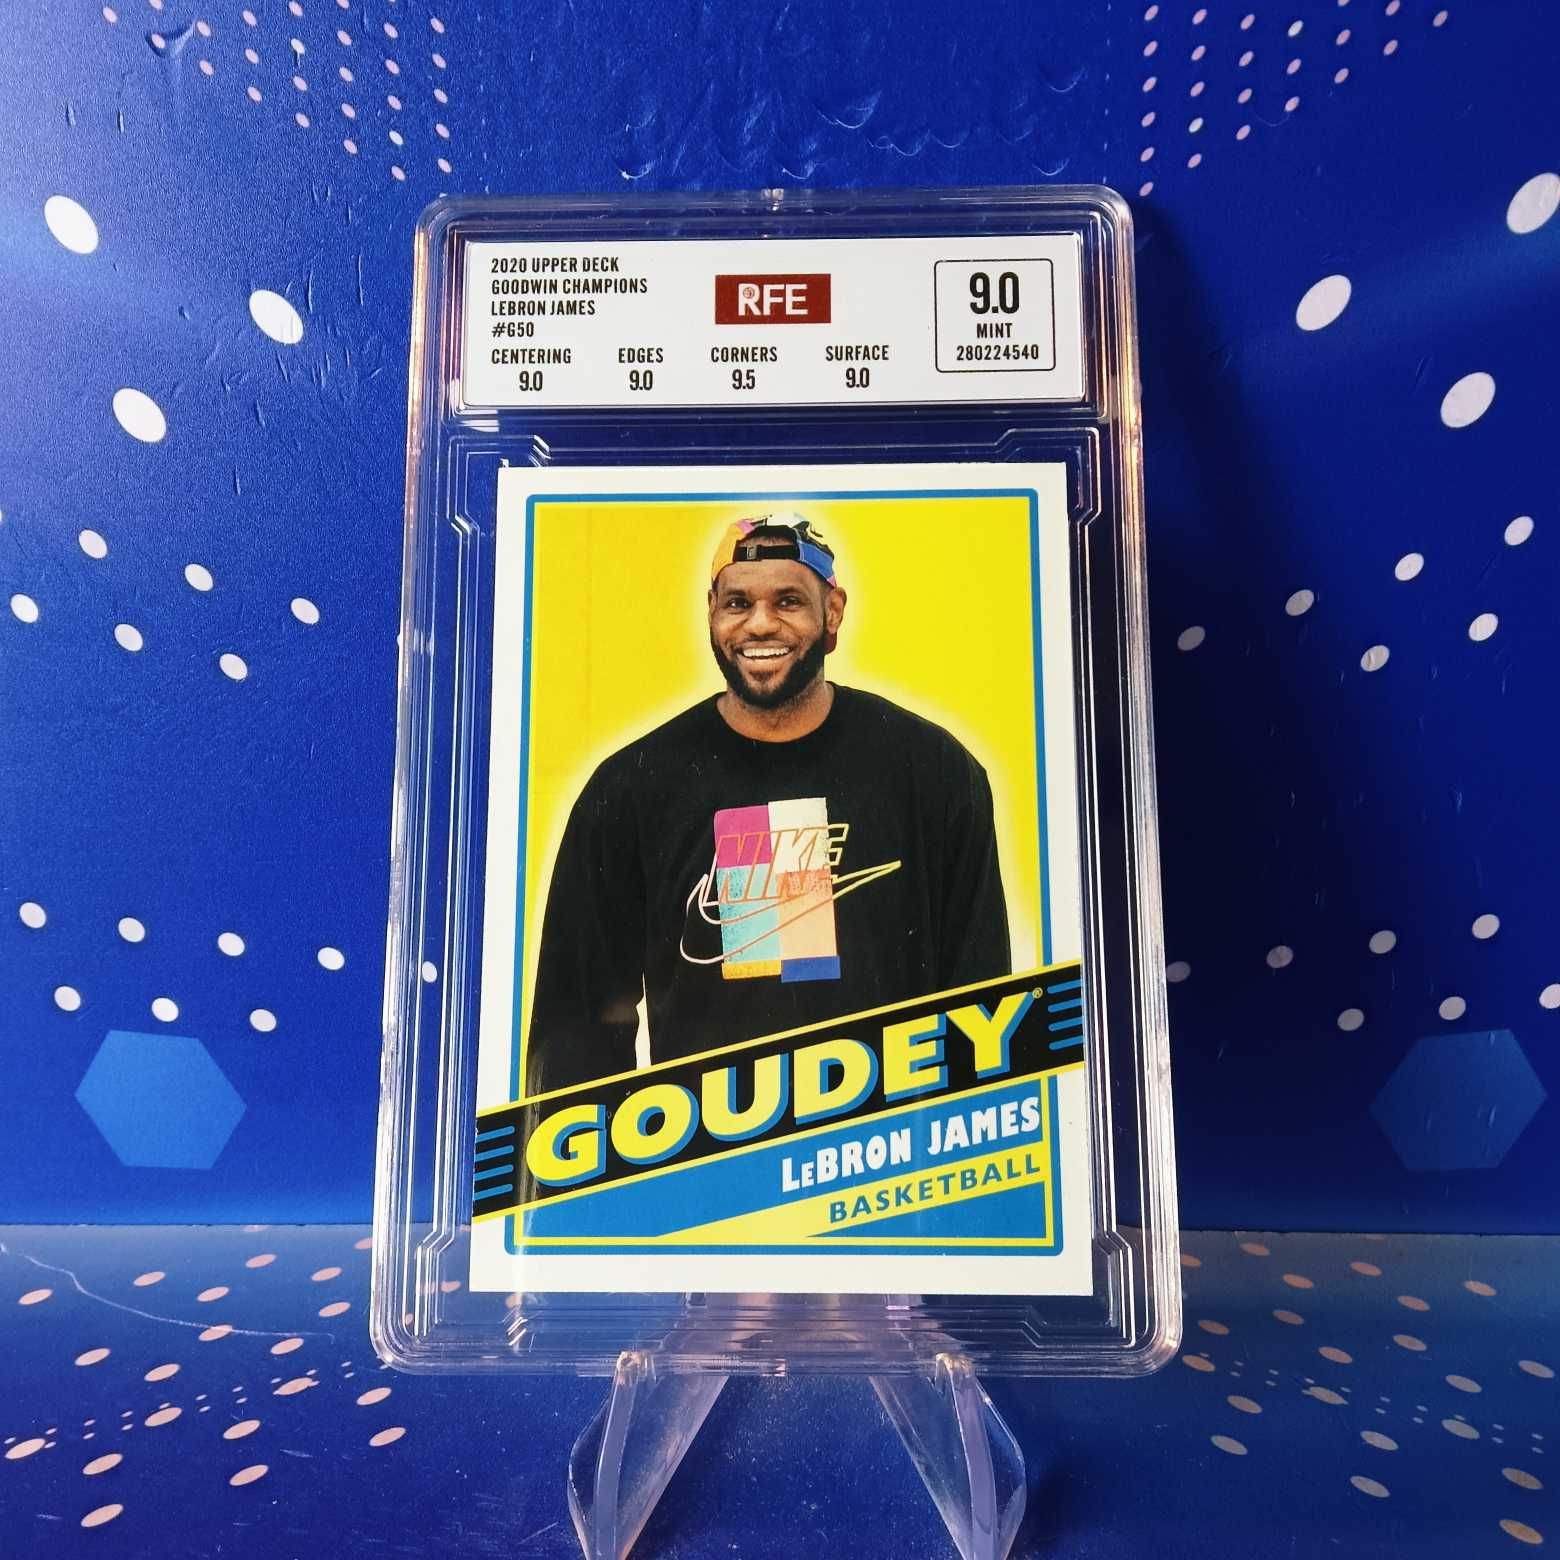 2020 UPPER DECK
GOODWIN CHAMPIONS
LEBRON JAMES
#G50
RFE
9.0
MINT
280224540
CENTERING EDGES CORNERS SURFACE
9.0 9.0 9.5 9.0
NIKE
GOUDEY®
LEBRON JAMES
BASKETBALL